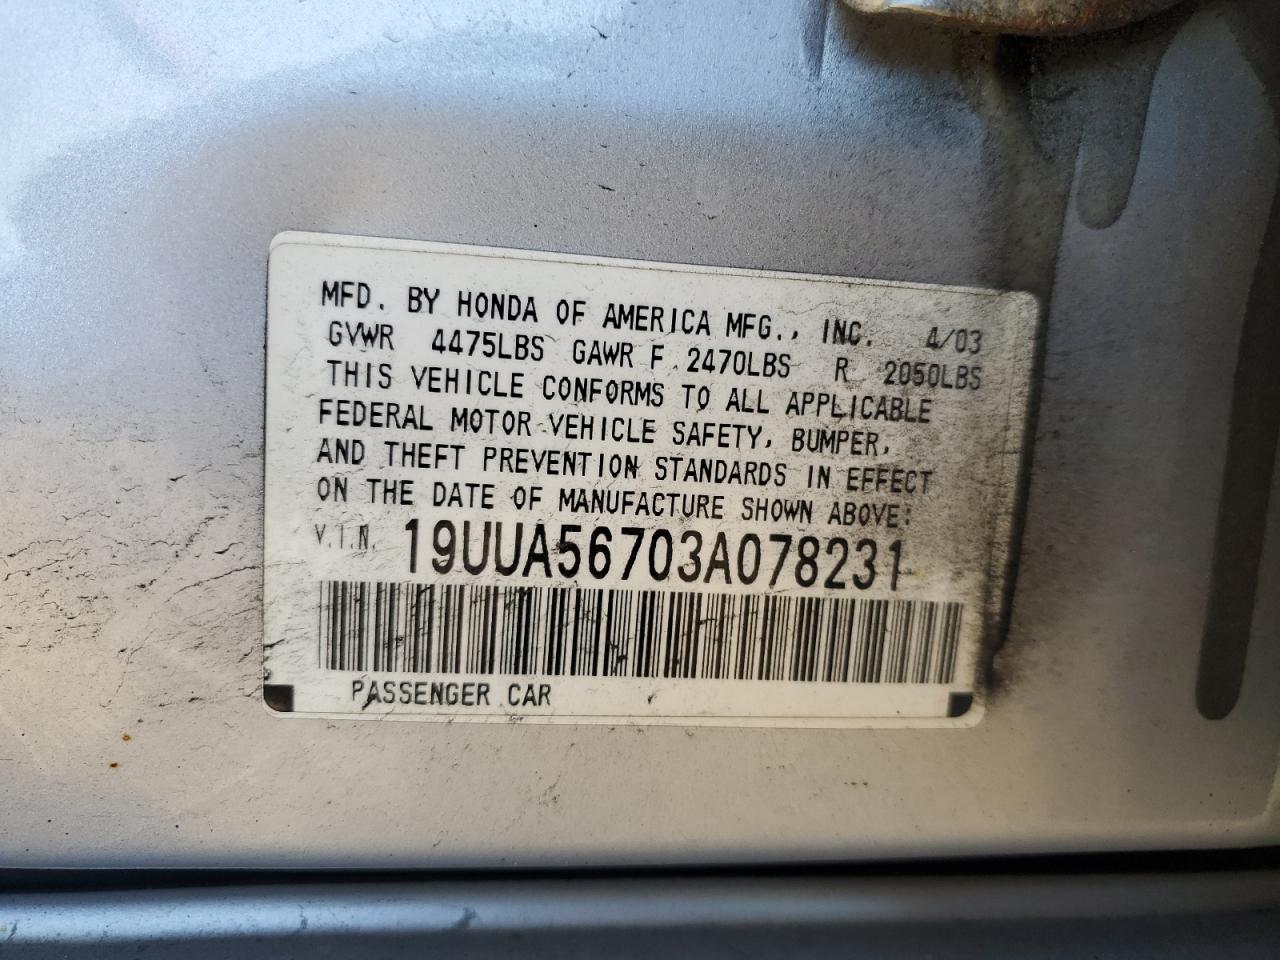 MFD. BY HONDA OF AMERICA MFG., INC. 4/03
GVWR 4475LBS GAWR F 2470LBS R 2050LBS
THIS VEHICLE CONFORMS TO ALL APPLICABLE
FEDERAL MOTOR VEHICLE SAFETY, BUMPER,
AND THEFT PREVENTION STANDARDS IN EFFECT
ON THE DATE OF MANUFACTURE SHOWN ABOVE:
V.I.N. 19UUA56703A078231
PASSENGER CAR